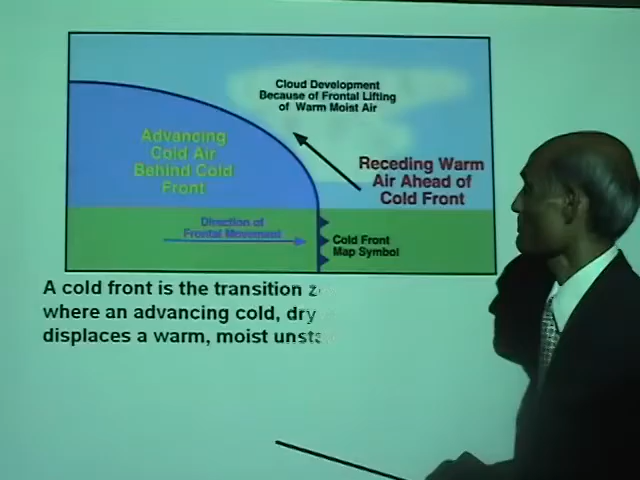 Cloud Development
Because of Frontal Lifting
of Warm Moist Air
Advancing
Cold Air
Behind Cold
Front
Receding Warm
Air Ahead of
Cold Front
Direction of
Frontal Movement
Cold Front
Map Symbol
A cold front is the transition
where an advancing cold, dry
displaces a warm, moist